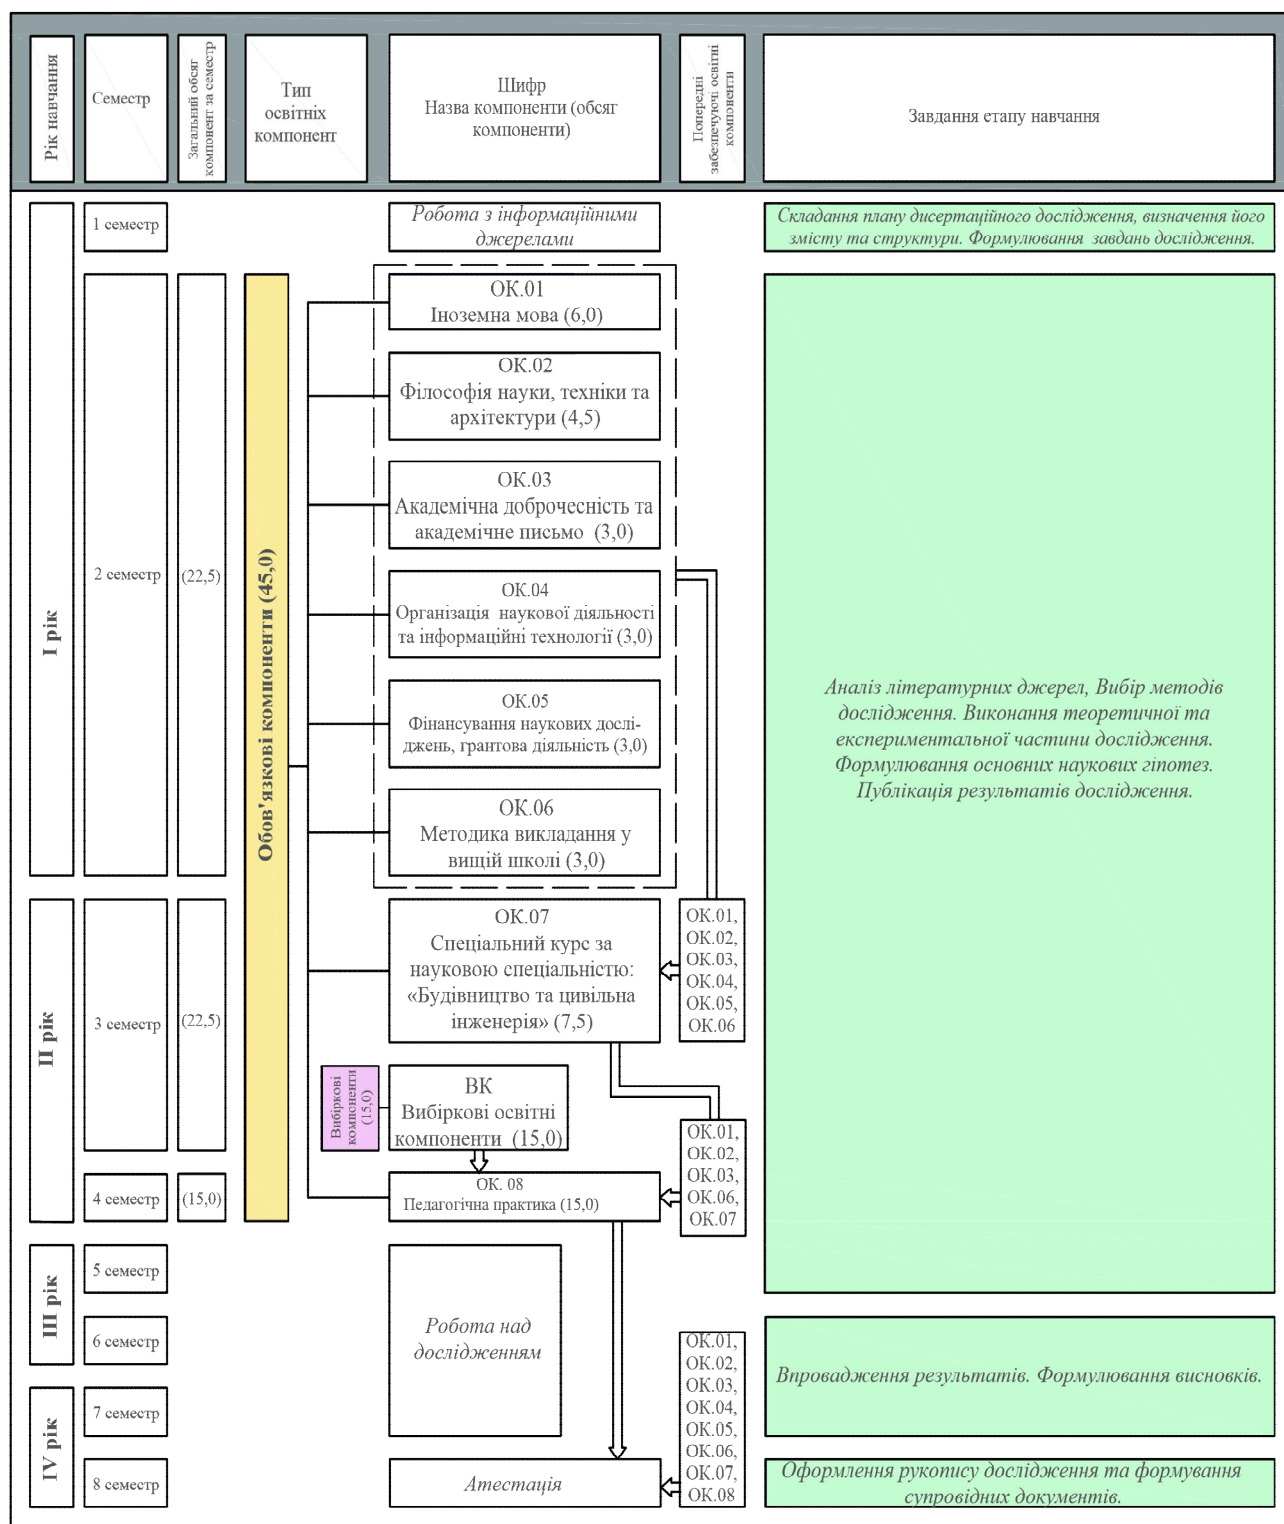 Рік навчання
Семестр
Загальний обсяг
компонент за семестр
Тип
освітніх
компонент
Шифр
Назва компоненти (обсяг
компоненти)
Попередні
забезпечуючі освітні
компоненти
Завдання етапу навчання
I рік
1 семестр
Робота з інформаційними
джерелами
Складання плану дисертаційного дослідження, визначення його
змісту та структури. Формулювання завдань дослідження.
2 семестр
(22,5)
Обов'язкові компоненти (45,0)
ОК.01
Іноземна мова (6,0)
ОК.02
Філософія науки, техніки та
архітектури (4,5)
ОК.03
Академічна доброчесність та
академічне письмо (3,0)
ОК.04
Організація наукової діяльності
та інформаційні технології (3,0)
ОК.05
Фінансування наукових дослі-
джень, грантова діяльність (3,0)
ОК.06
Методика викладання у
вищій школі (3,0)
Аналіз літературних джерел, Вибір методів
дослідження. Виконання теоретичної та
експериментальної частини дослідження.
Формулювання основних наукових гіпотез.
Публікація результатів дослідження.
II рік
3 семестр
(22,5)
ОК.07
Спеціальний курс за
науковою спеціальністю:
«Будівництво та цивільна
інженерія» (7,5)
ОК.01,
ОК.02,
ОК.03,
ОК.04,
ОК.05,
ОК.06
Вибіркові
компоненти
(15,0)
ВК
Вибіркові освітні
компоненти (15,0)
ОК.01,
ОК.02,
ОК.03,
ОК.06,
ОК.07
4 семестр
(15,0)
ОК. 08
Педагогічна практика (15,0)
III рік
5 семестр
6 семестр
Робота над
дослідженням
ОК.01,
ОК.02,
ОК.03,
ОК.04,
ОК.05,
ОК.06,
ОК.07,
ОК.08
Впровадження результатів. Формулювання висновків.
IV рік
7 семестр
8 семестр
Атестація
Оформлення рукопису дослідження та формування
супровідних документів.